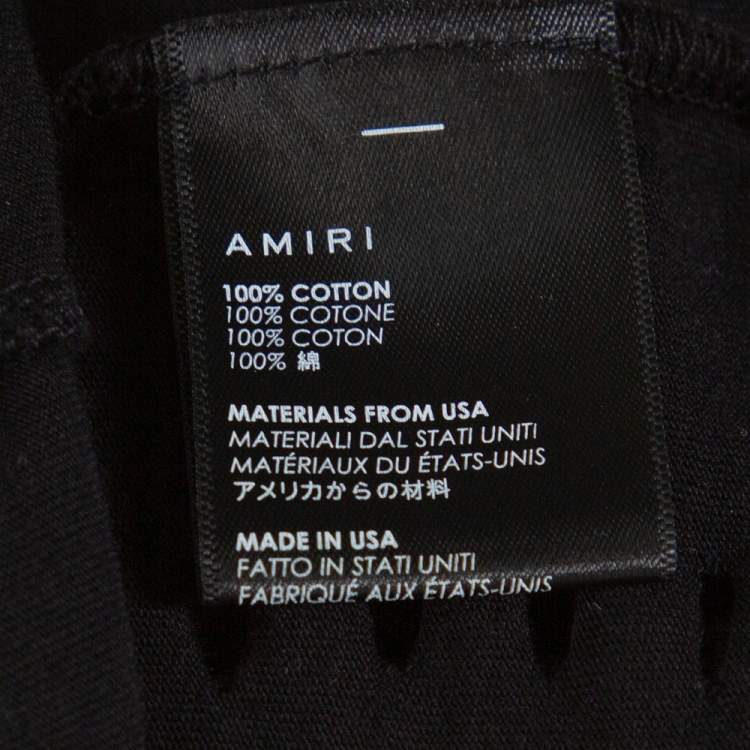 AMIRI
100% COTTON
100% COTONE
100% COTON
100% 綿
MATERIALS FROM USA
MATERIALI DAL STATI UNITI
MATÉRIAUX DU ÉTATS-UNIS
アメリカからの材料
MADE IN USA
FATTO IN STATI UNITI
FABRIQUÉ AUX ÉTATS-UNIS